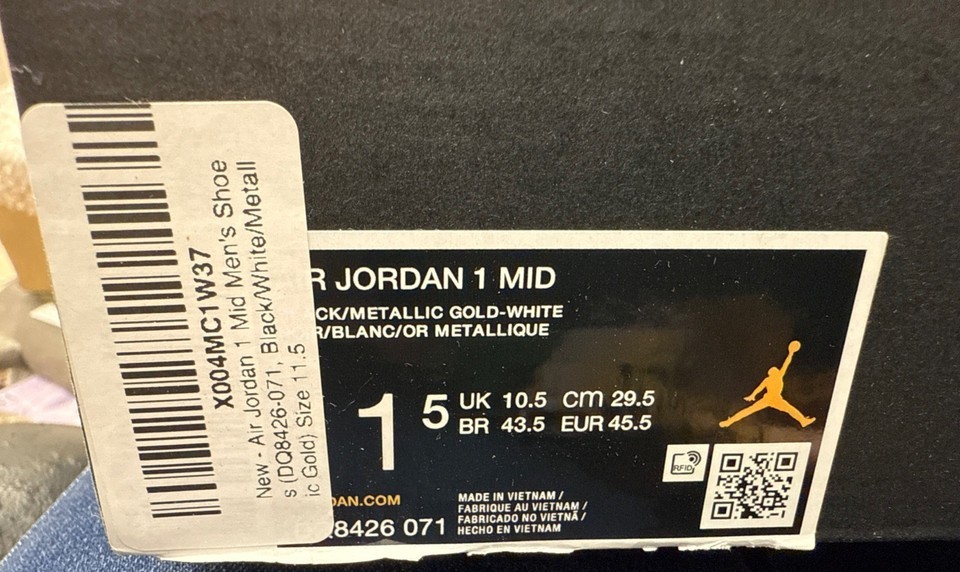 X004MC1W37
New - Air Jordan 1 Mid Men's Shoe
s (DQ8426-071, Black/White/Metall
ic Gold) Size 11.5
R JORDAN 1 MID
CK/METALLIC GOLD-WHITE
R/BLANC/OR METALLIQUE
1 5
UK 10.5 CM 29.5
BR 43.5 EUR 45.5
RFID
DAN.COM
8426 071
MADE IN VIETNAM /
FABRIQUE AU VIETNAM /
FABRICADO NO VIETNÃ /
HECHO EN VIETNAM